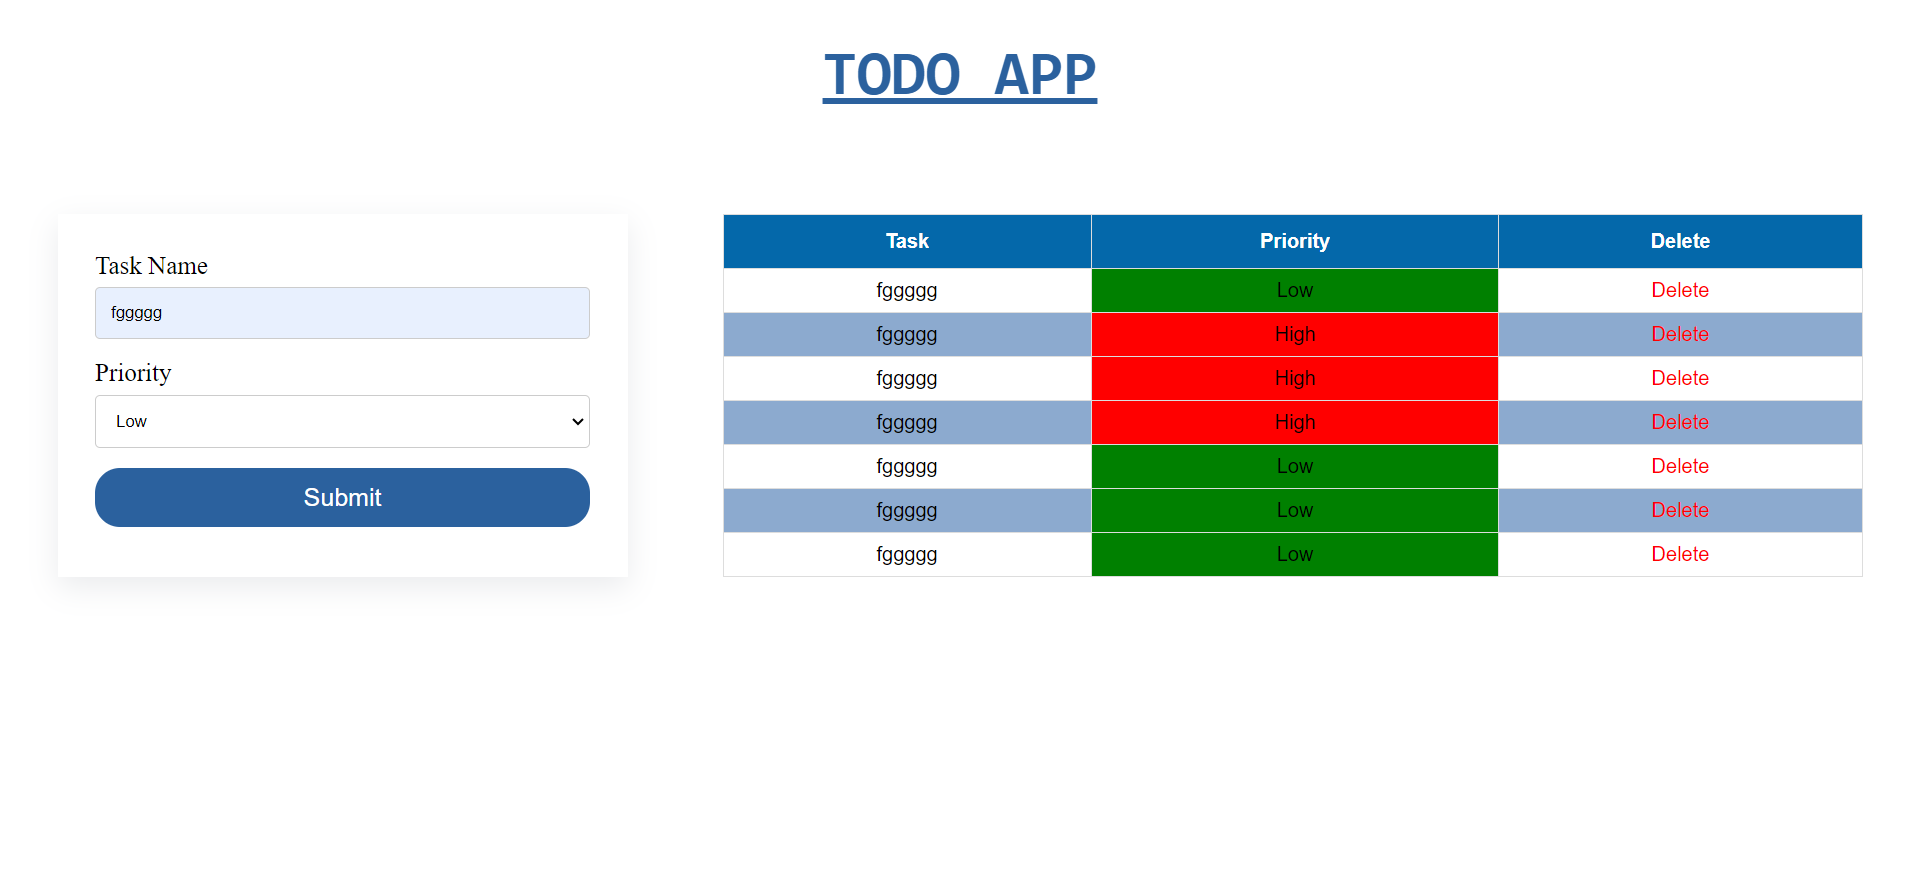 TODO APP
Task Name
fggggg
Priority
Low
Submit
Task Priority Delete
fggggg Low Delete
fggggg High Delete
fggggg High Delete
fggggg High Delete
fggggg Low Delete
fggggg Low Delete
fggggg Low Delete